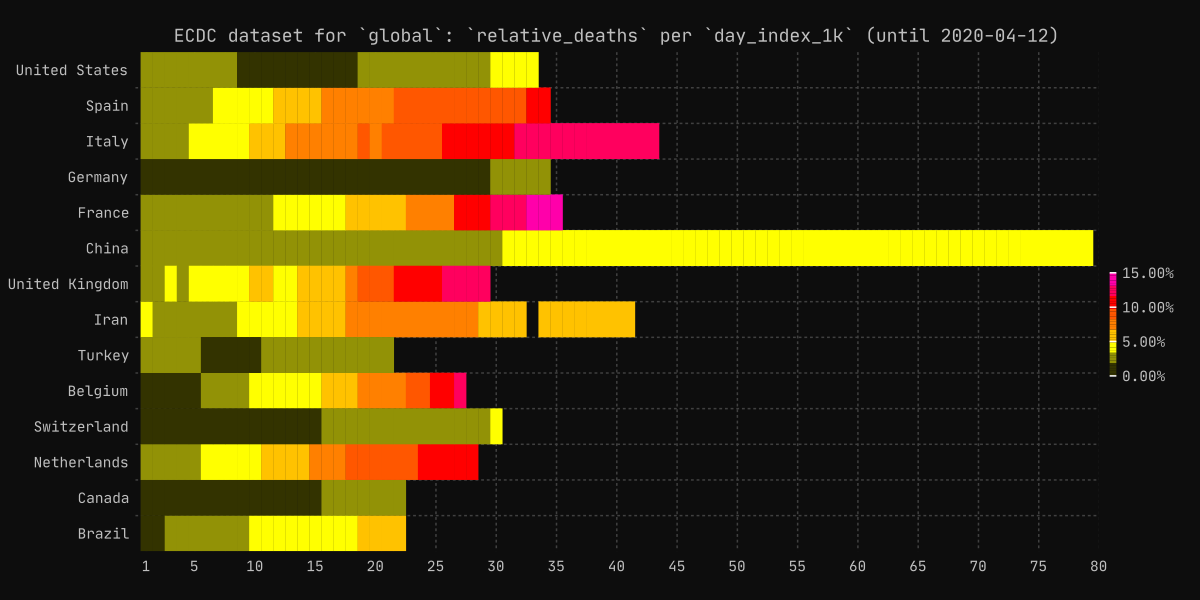 ECDC dataset for `global`: `relative_deaths` per `day_index_1k` (until 2020-04-12)
United States
Spain
Italy
Germany
France
China
United Kingdom
Iran
Turkey
Belgium
Switzerland
Netherlands
Canada
Brazil
15.00%
10.00%
5.00%
0.00%
1 5 10 15 20 25 30 35 40 45 50 55 60 65 70 75 80